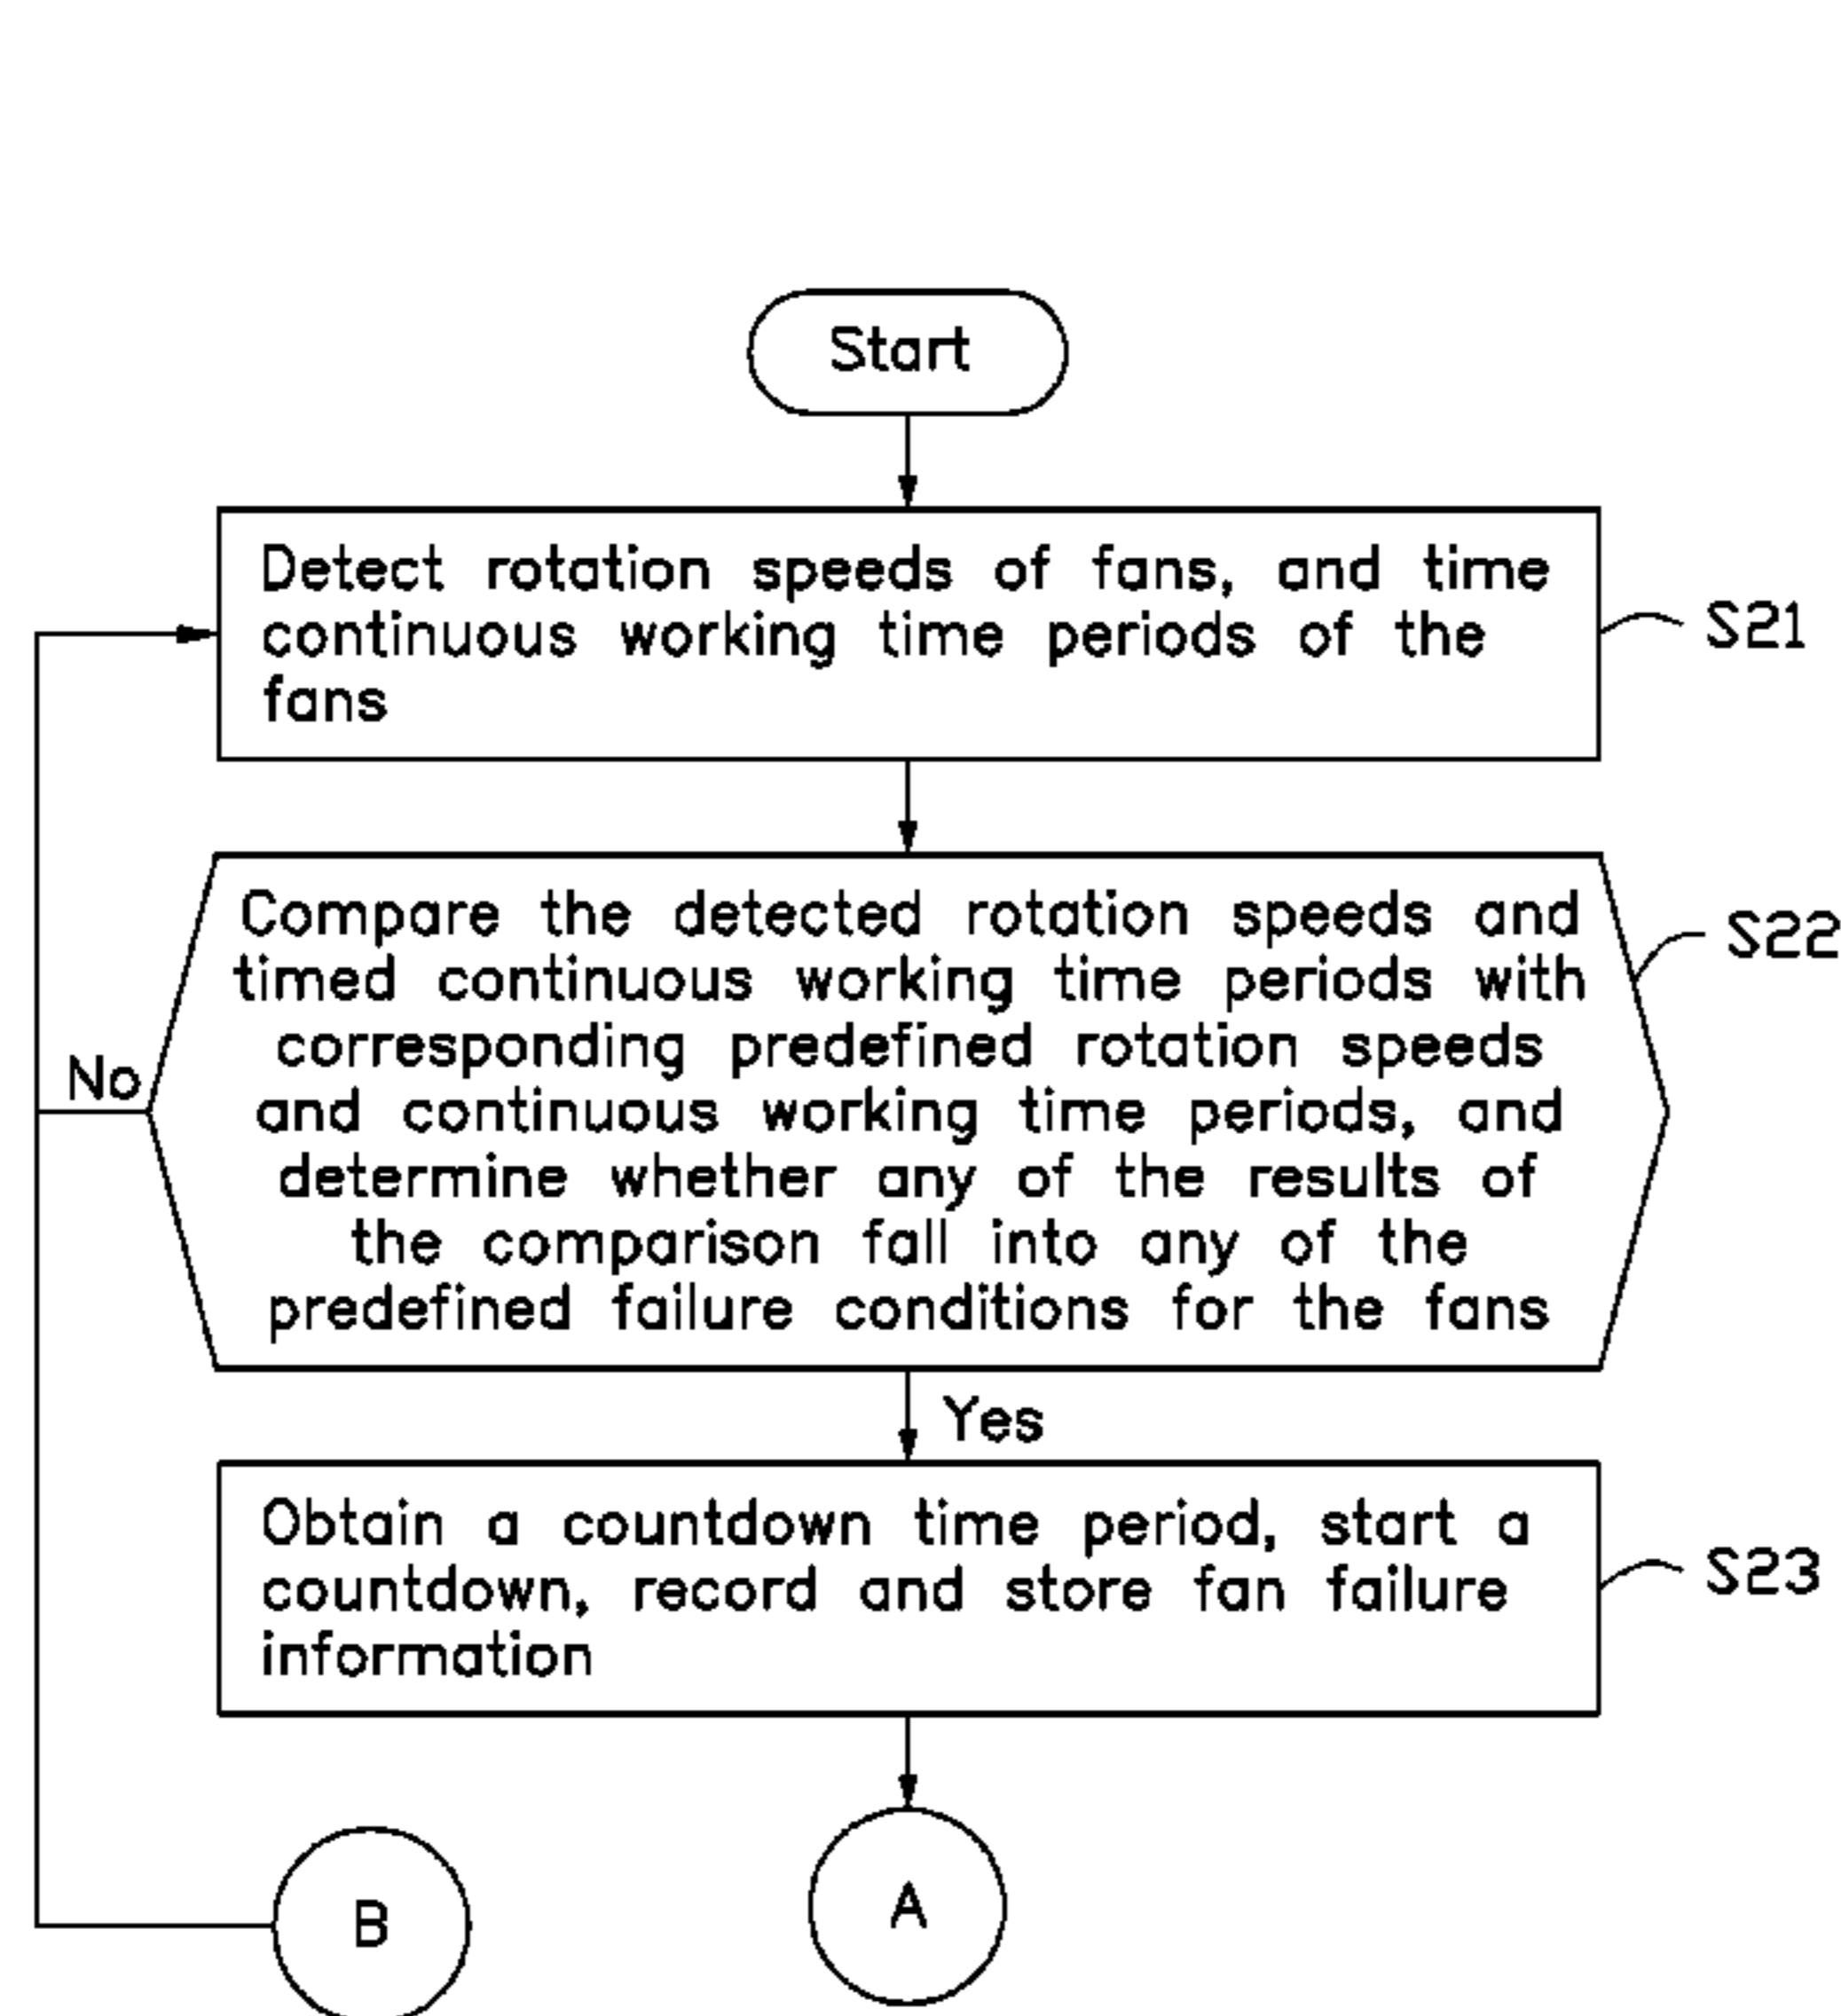 Start
Detect rotation speeds of fans, and time
continuous working time periods of the
fans
S21
Compare the detected rotation speeds and
timed continuous working time periods with
corresponding predefined rotation speeds
and continuous working time periods, and
determine whether any of the results of
the comparison fall into any of the
predefined failure conditions for the fans
S22
No
Yes
Obtain a countdown time period, start a
countdown, record and store fan failure
information
S23
B
A